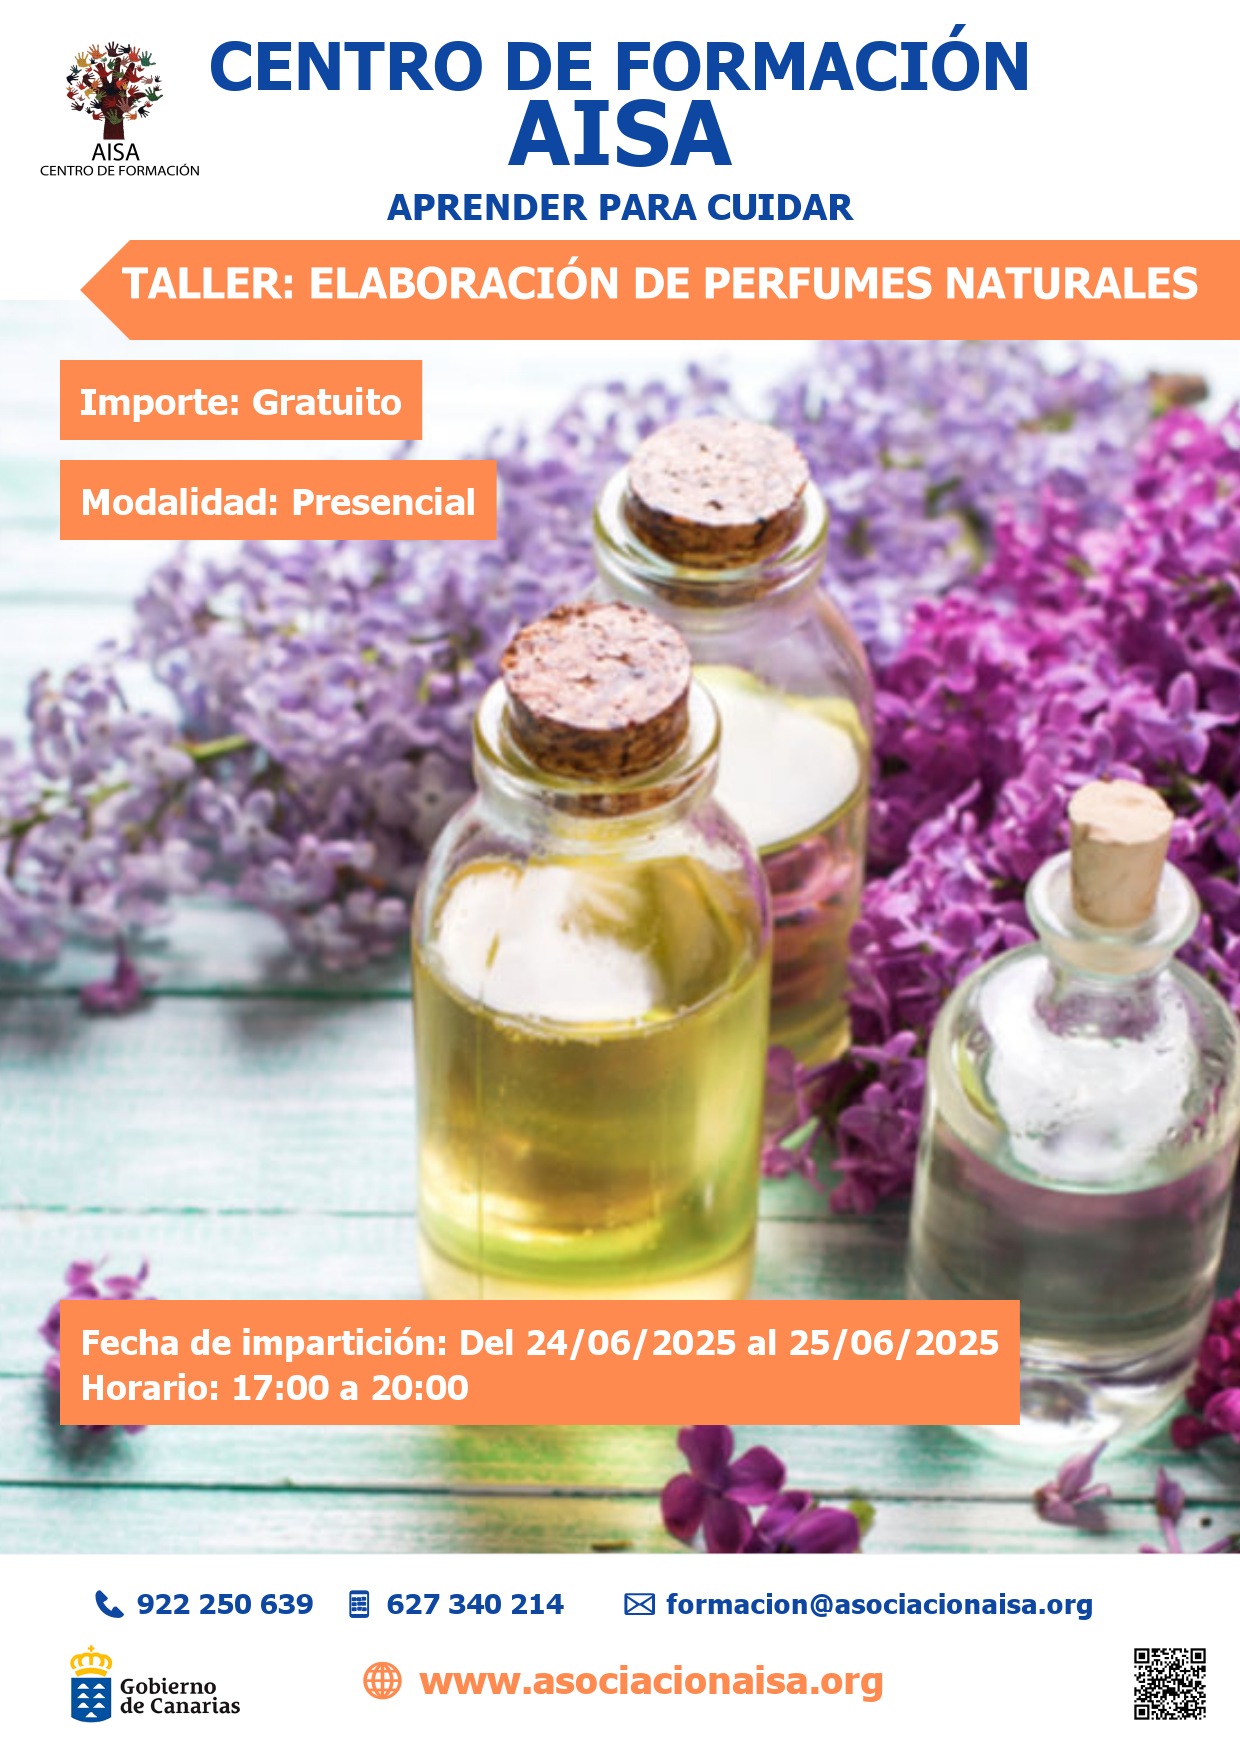 CENTRO DE FORMACIÓN
AISA
AISA
CENTRO DE FORMACIÓN
APRENDER PARA CUIDAR
TALLER: ELABORACIÓN DE PERFUMES NATURALES
Importe: Gratuito
Modalidad: Presencial
Fecha de impartición: Del 24/06/2025 al 25/06/2025
Horario: 17:00 a 20:00
922 250 639
627 340 214
formacion@asociacionaisa.org
Gobierno
de Canarias
www.asociacionaisa.org